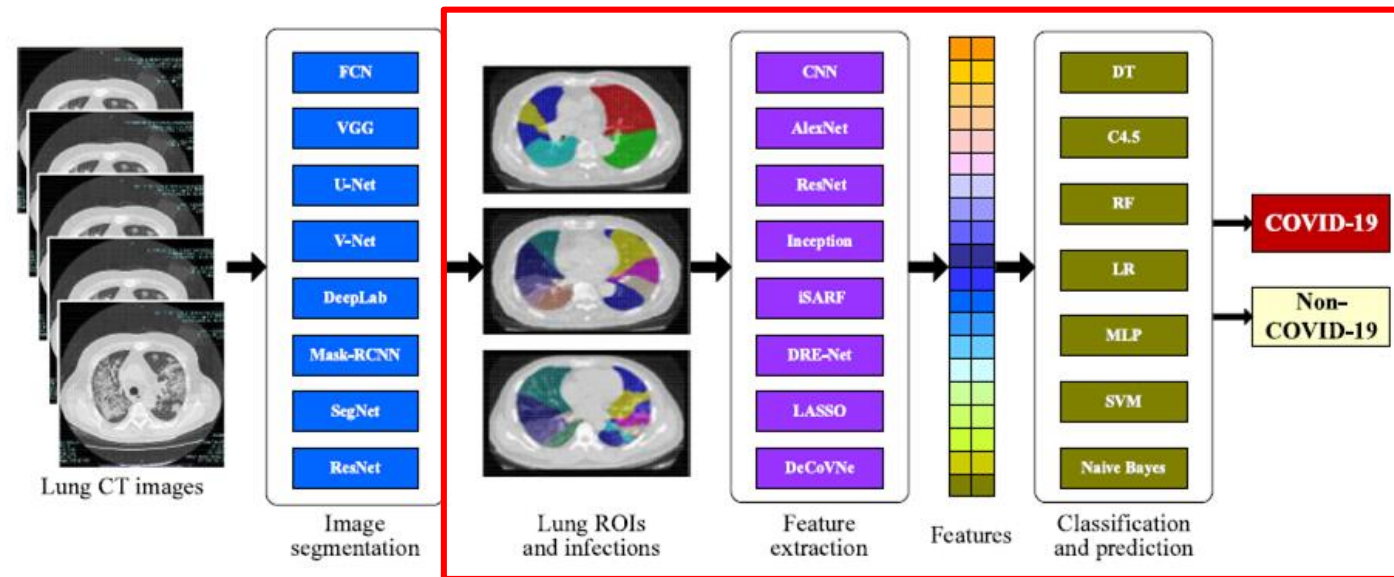 Lung CT images
FCN
VGG
U-Net
V-Net
DeepLab
Mask-RCNN
SegNet
ResNet
Image
segmentation
Lung ROIs
and infections
CNN
AlexNet
ResNet
Inception
iSARF
DRE-Net
LASSO
DeCoVNe
Feature
extraction
Features
DT
C4.5
RF
LR
MLP
SVM
Naive Bayes
Classification
and prediction
COVID-19
Non-
COVID-19